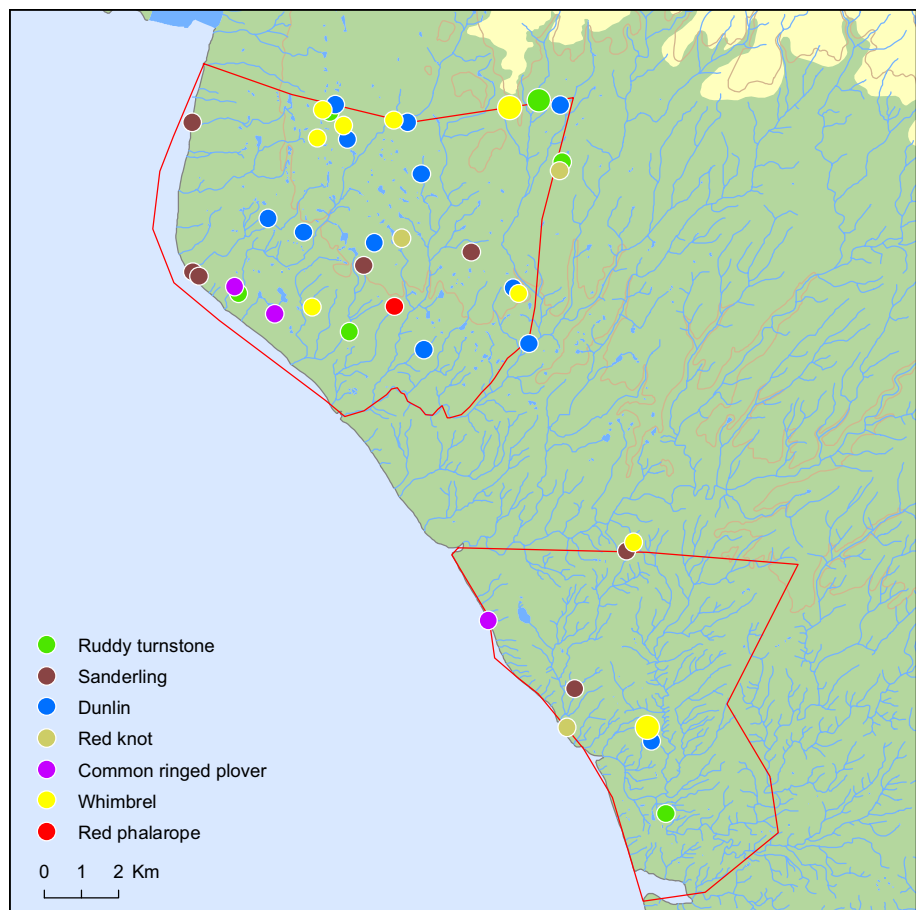 Ruddy turnstone
Sanderling
Dunlin
Red knot
Common ringed plover
Whimbrel
Red phalarope
0 1 2 Km